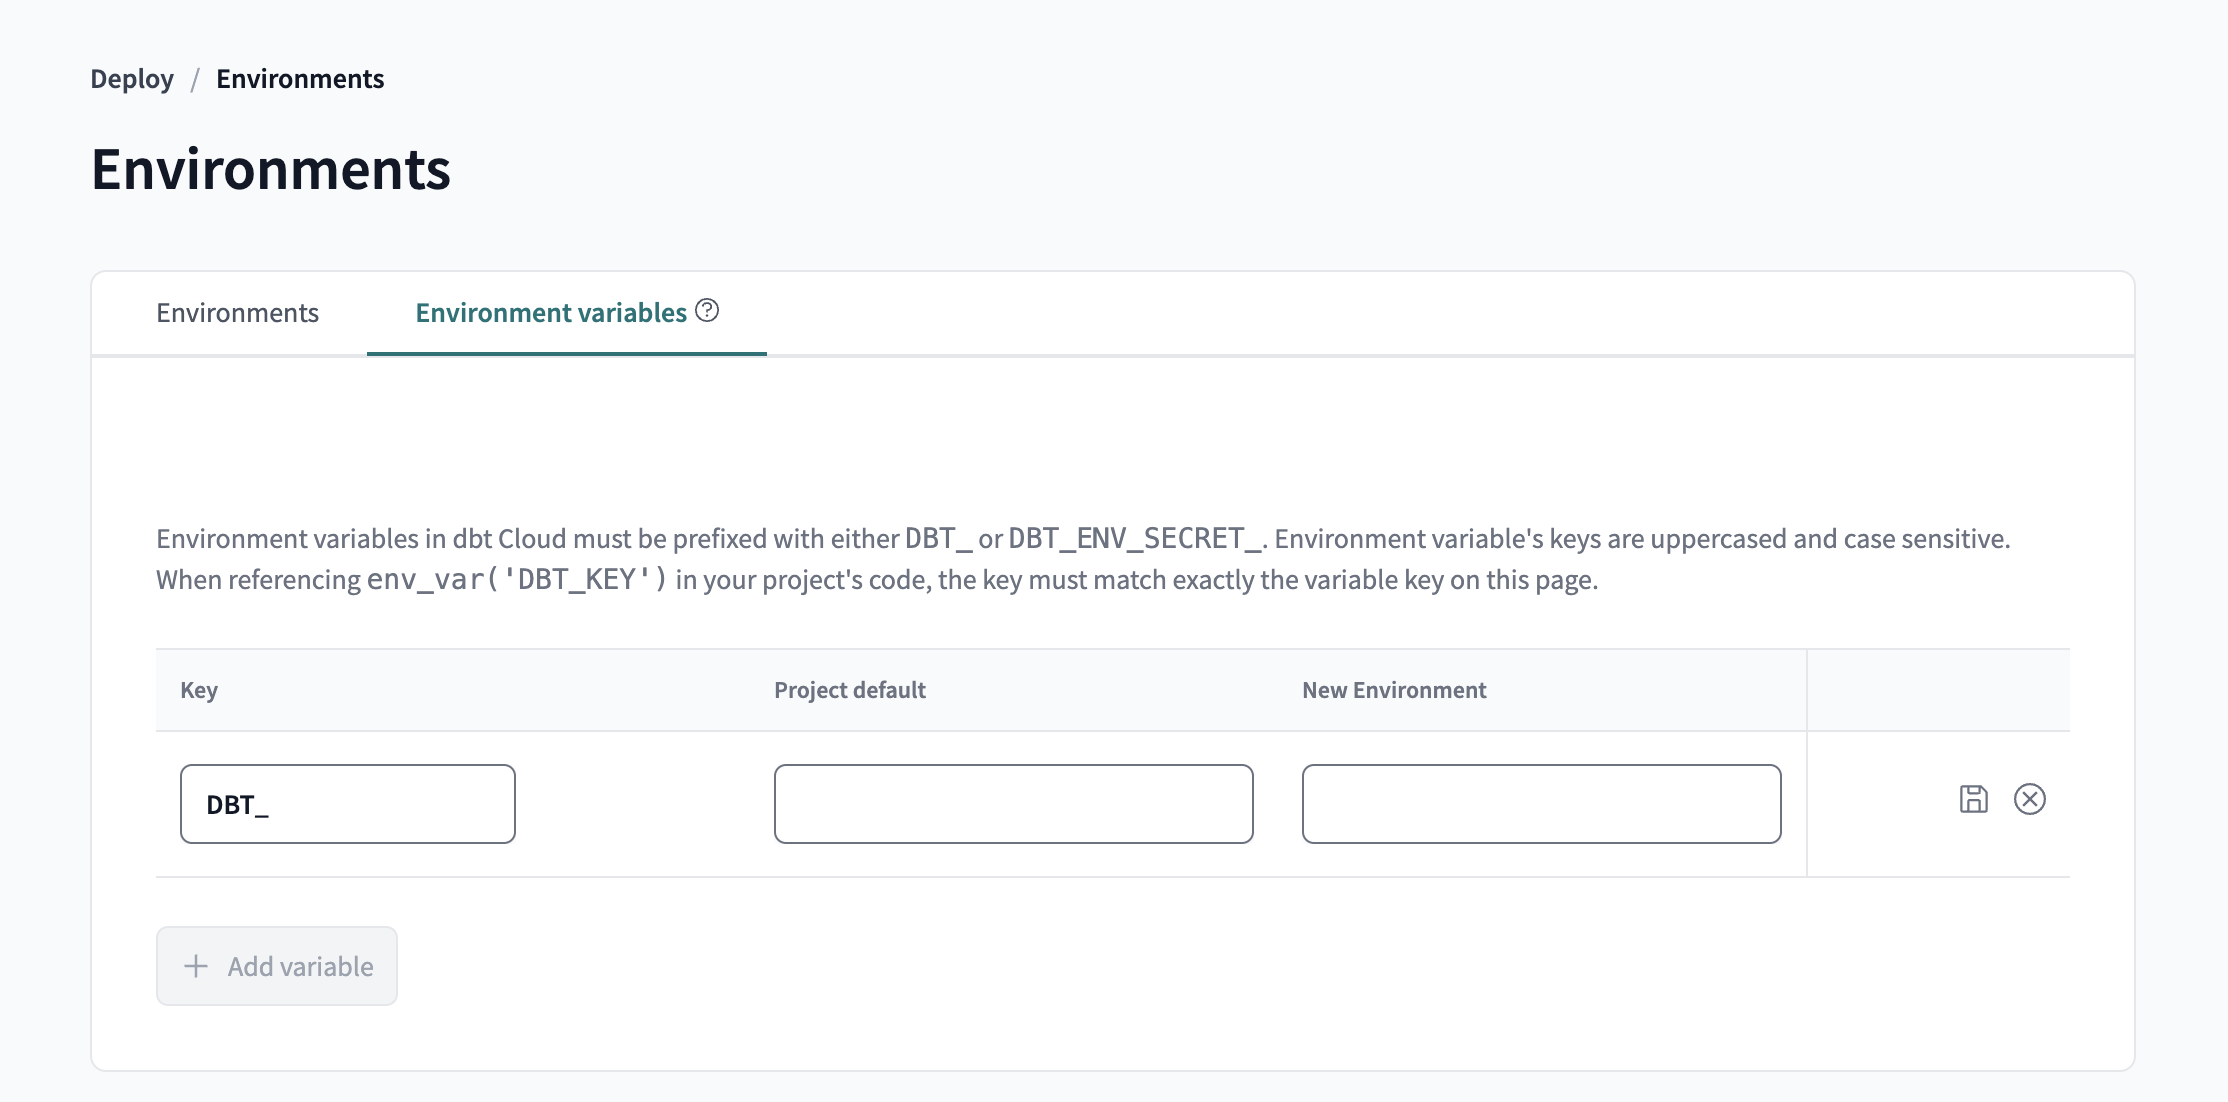 Deploy / Environments
Environments
Environments
Environment variables
Environment variables in dbt Cloud must be prefixed with either DBT_ or DBT_ENV_SECRET_. Environment variable's keys are uppercased and case sensitive.
When referencing env_var('DBT_KEY') in your project's code, the key must match exactly the variable key on this page.
Key Project default New Environment
DBT_
+ Add variable